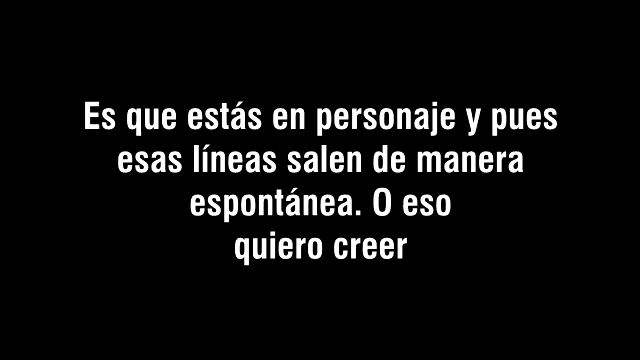 Es que estás en personaje y pues
esas líneas salen de manera
espontánea. O eso
quiero creer